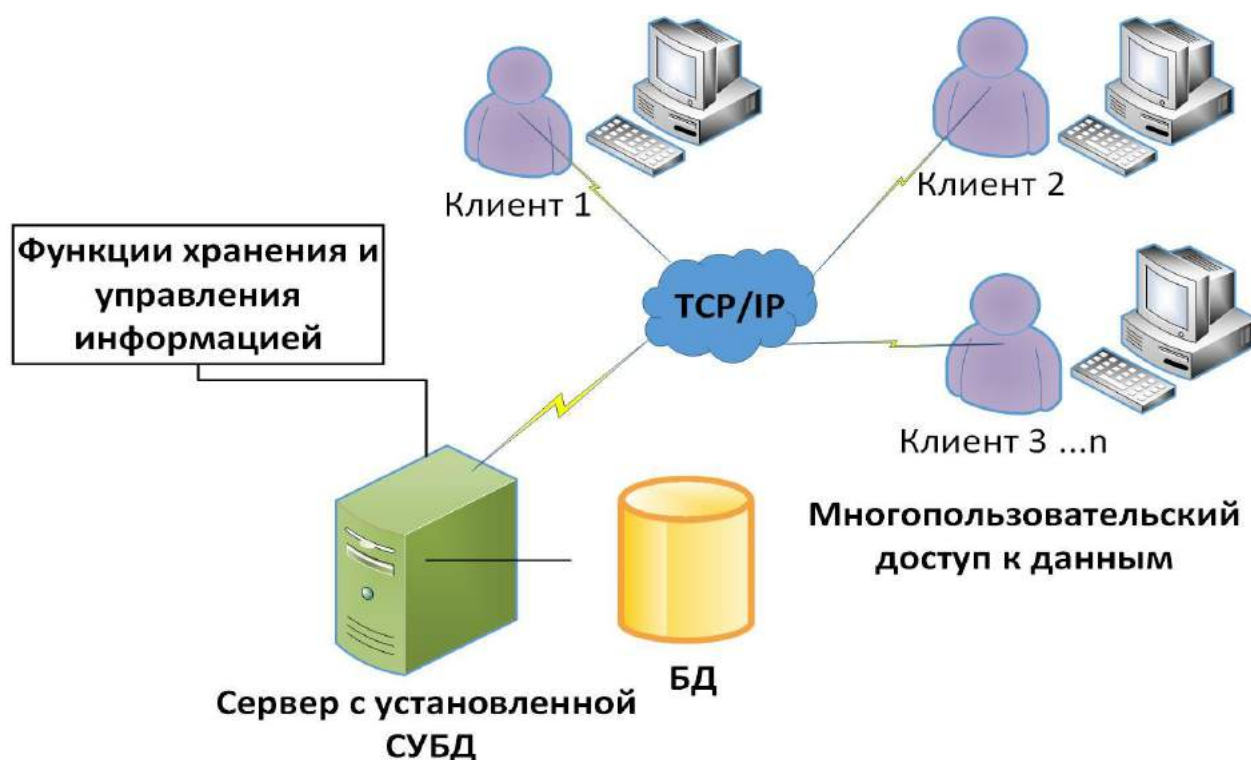 Клиент 1
Клиент 2
Функции хранения и
управления
информацией
TCP/IP
Клиент 3 ...n
Многопользовательский
доступ к данным
БД
Сервер с установленной
СУБД